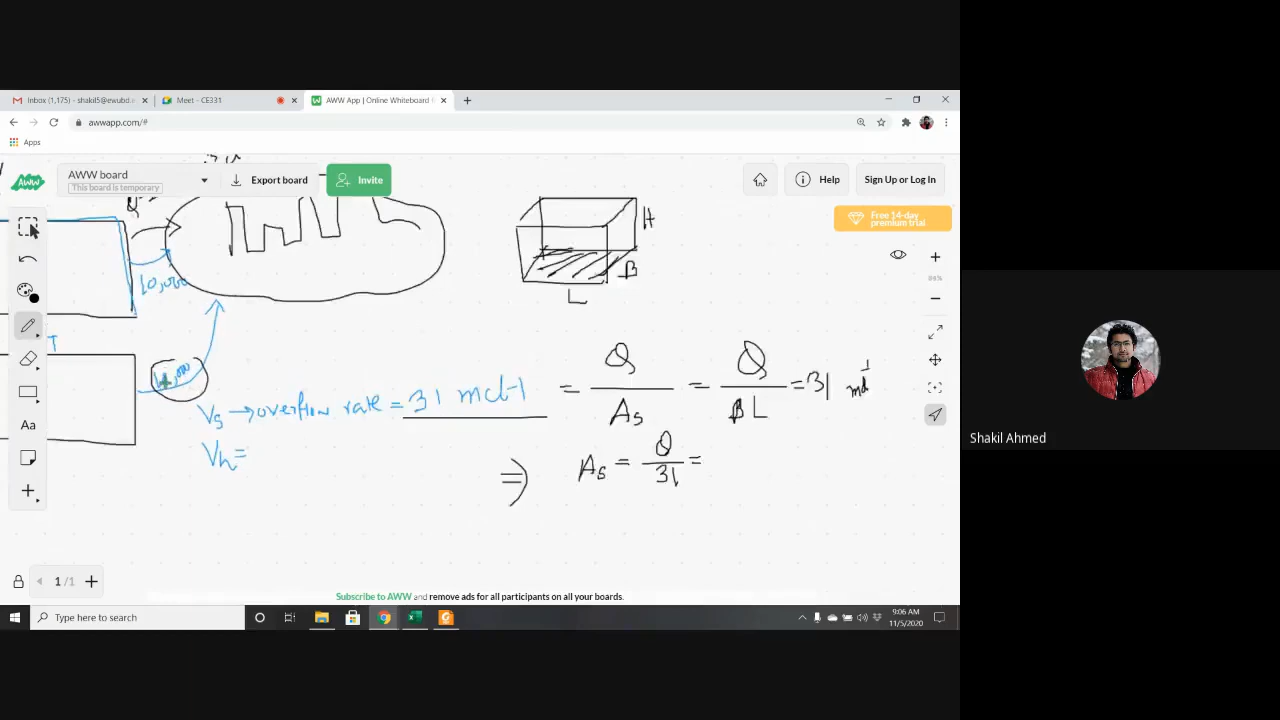 Inbox (1,175) - shakil5@ewubd.e
Meet - CE331
AWW App | Online Whiteboard
awwapp.com/#
Apps
AWW board
This board is temporary
Export board
Invite
Help
Sign Up or Log In
Free 14-day
premium trial
10,000
H
B
L
T
Vs → overflow rate = 31 md-1 = Q/As = Q/BL = 31 md
Vh =
⇒ As = Q/31 =
Aa
1 /1
Subscribe to AWW and remove ads for all participants on all your boards.
Type here to search
9:06 AM
11/5/2020
Shakil Ahmed